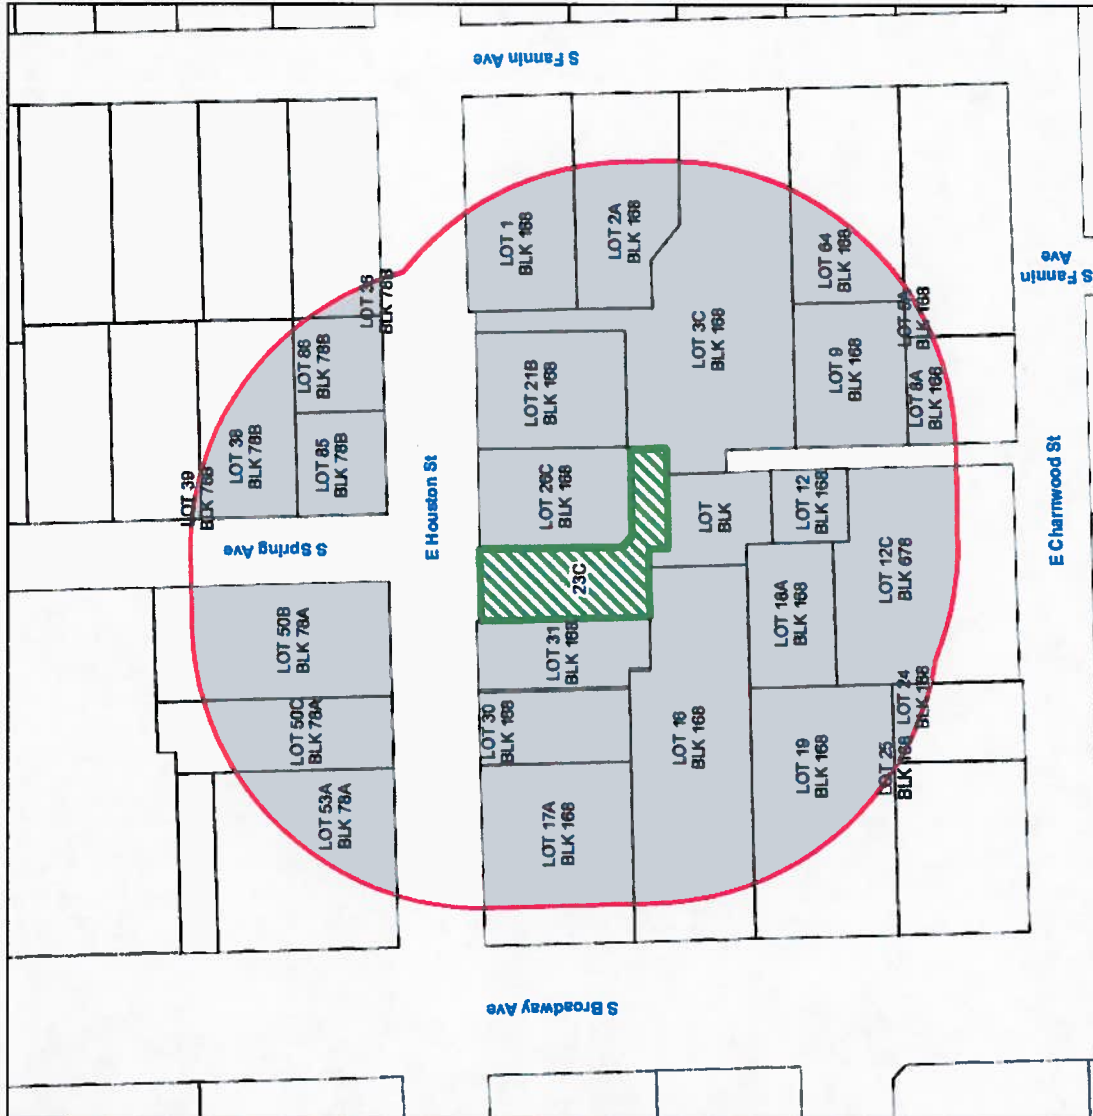 S Fannin Ave
LOT 1
BLK 168
LOT 2A
BLK 168
LOT 64
BLK 168
BLK 168
S Fannin
Ave
LOT 36
BLK 78B
LOT 86
BLK 78B
LOT 38
BLK78B
LOT 85
BLK 78B
LOT 39
BLK 78B
LOT 21B
BLK 168
LOT 3C
BLK 168
LOT 9
BLK 168
LOT 8A
BLK 168
S Spring Ave
E Houston St
LOT 26C
BLK 168
LOT
BLK
LOT 12
BLK 168
E Charnwood St
23C
LOT 18A
BLK 168
LOT 12C
BLK 678
LOT 50B
BLK 78A
LOT 31
BLK 168
LOT 50C
BLK 78A
LOT 30
BLK 168
LOT 16
BLK 168
LOT 24
BLK 168
LOT 53A
BLK 78A
LOT 17A
BLK 168
LOT 19
BLK 168
LOT 25
BLK 168
S Broadway Ave